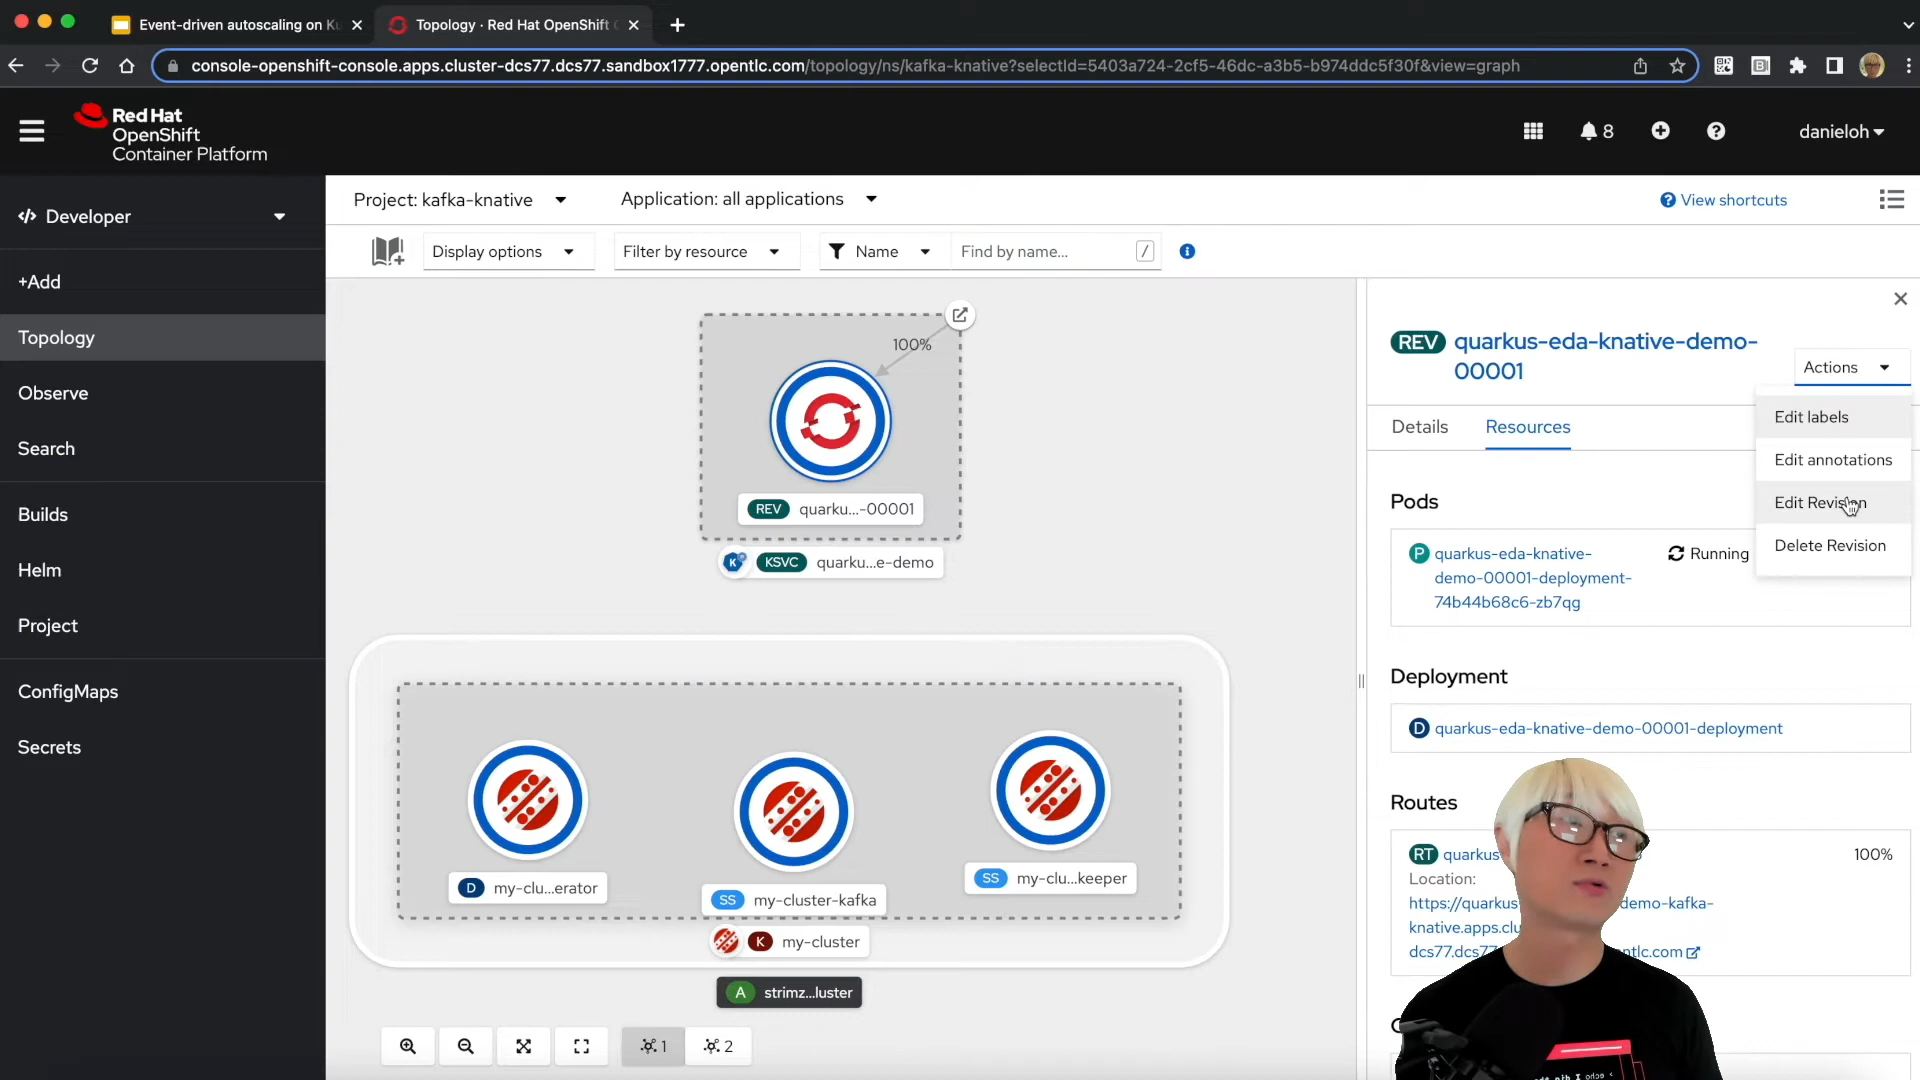 Event-driven autoscaling on Ku
Topology · Red Hat OpenShift
console-openshift-console.apps.cluster-dcs77.dcs77.sandbox1777.opentlc.com/topology/ns/kafka-knative?selectId=5403a724-2cf5-46dc-a3b5-b974ddc5f30f&view=graph
Red Hat
OpenShift
Container Platform
8
danieloh
Developer
+Add
Topology
Observe
Search
Builds
Helm
Project
ConfigMaps
Secrets
Project: kafka-knative
Application: all applications
View shortcuts
Display options
Filter by resource
Name
Find by name...
/
100%
REV quarku...-00001
KSVC quarku...e-demo
D my-clu...erator
SS my-cluster-kafka
SS my-clu...keeper
K my-cluster
A strimz...luster
1
2
REV quarkus-eda-knative-demo-
00001
Actions
Edit labels
Edit annotations
Edit Revision
Delete Revision
Details
Resources
Pods
P quarkus-eda-knative-
demo-00001-deployment-
74b44b68c6-zb7qg
Running
Deployment
D quarkus-eda-knative-demo-00001-deployment
Routes
RT quarkus
100%
Location:
https://quarkus demo-kafka-
knative.apps.clu
dcs77.dcs77 ntlc.com